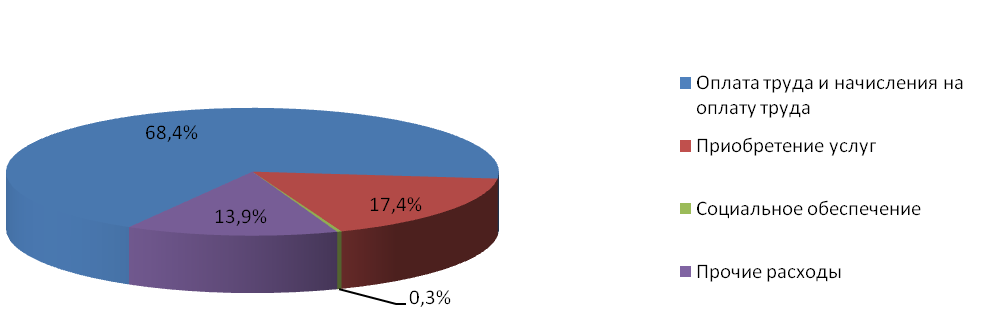 68,4%
17,4%
13,9%
0,3%
Оплата труда и начисления на
оплату труда
Приобретение услуг
Социальное обеспечение
Прочие расходы